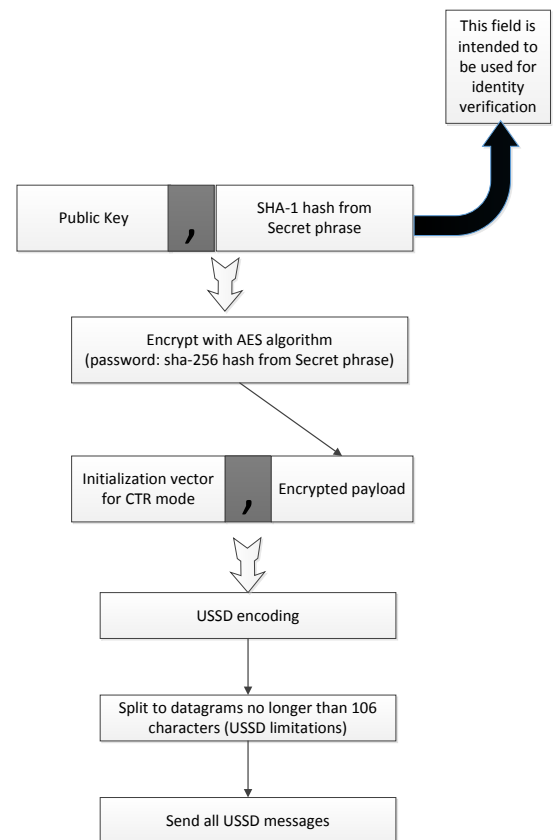 This field is
intended to
be used for
identity
verification
Public Key
,
SHA-1 hash from
Secret phrase
Encrypt with AES algorithm
(password: sha-256 hash from Secret phrase)
Initialization vector
for CTR mode
,
Encrypted payload
USSD encoding
Split to datagrams no longer than 106
characters (USSD limitations)
Send all USSD messages